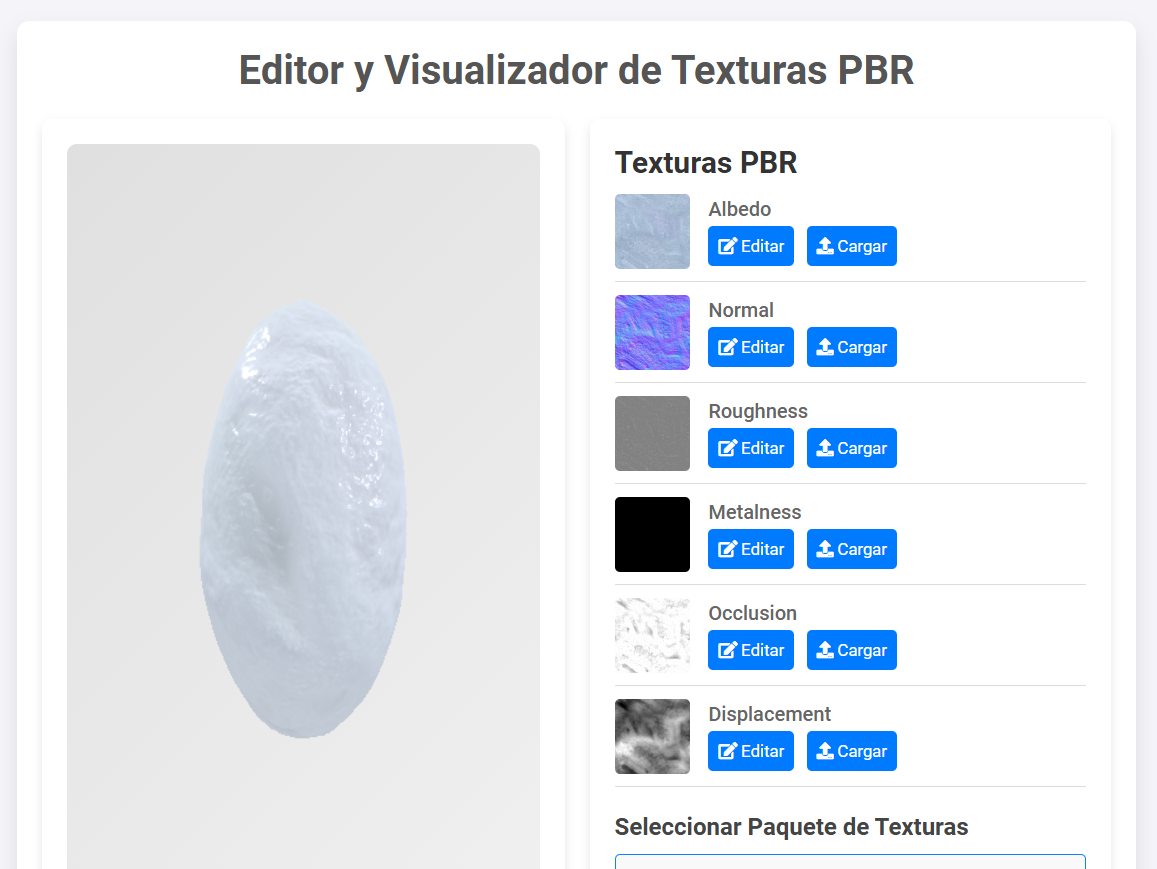 Editor y Visualizador de Texturas PBR
Texturas PBR
Albedo
Editar Cargar
Normal
Editar Cargar
Roughness
Editar Cargar
Metalness
Editar Cargar
Occlusion
Editar Cargar
Displacement
Editar Cargar
Seleccionar Paquete de Texturas